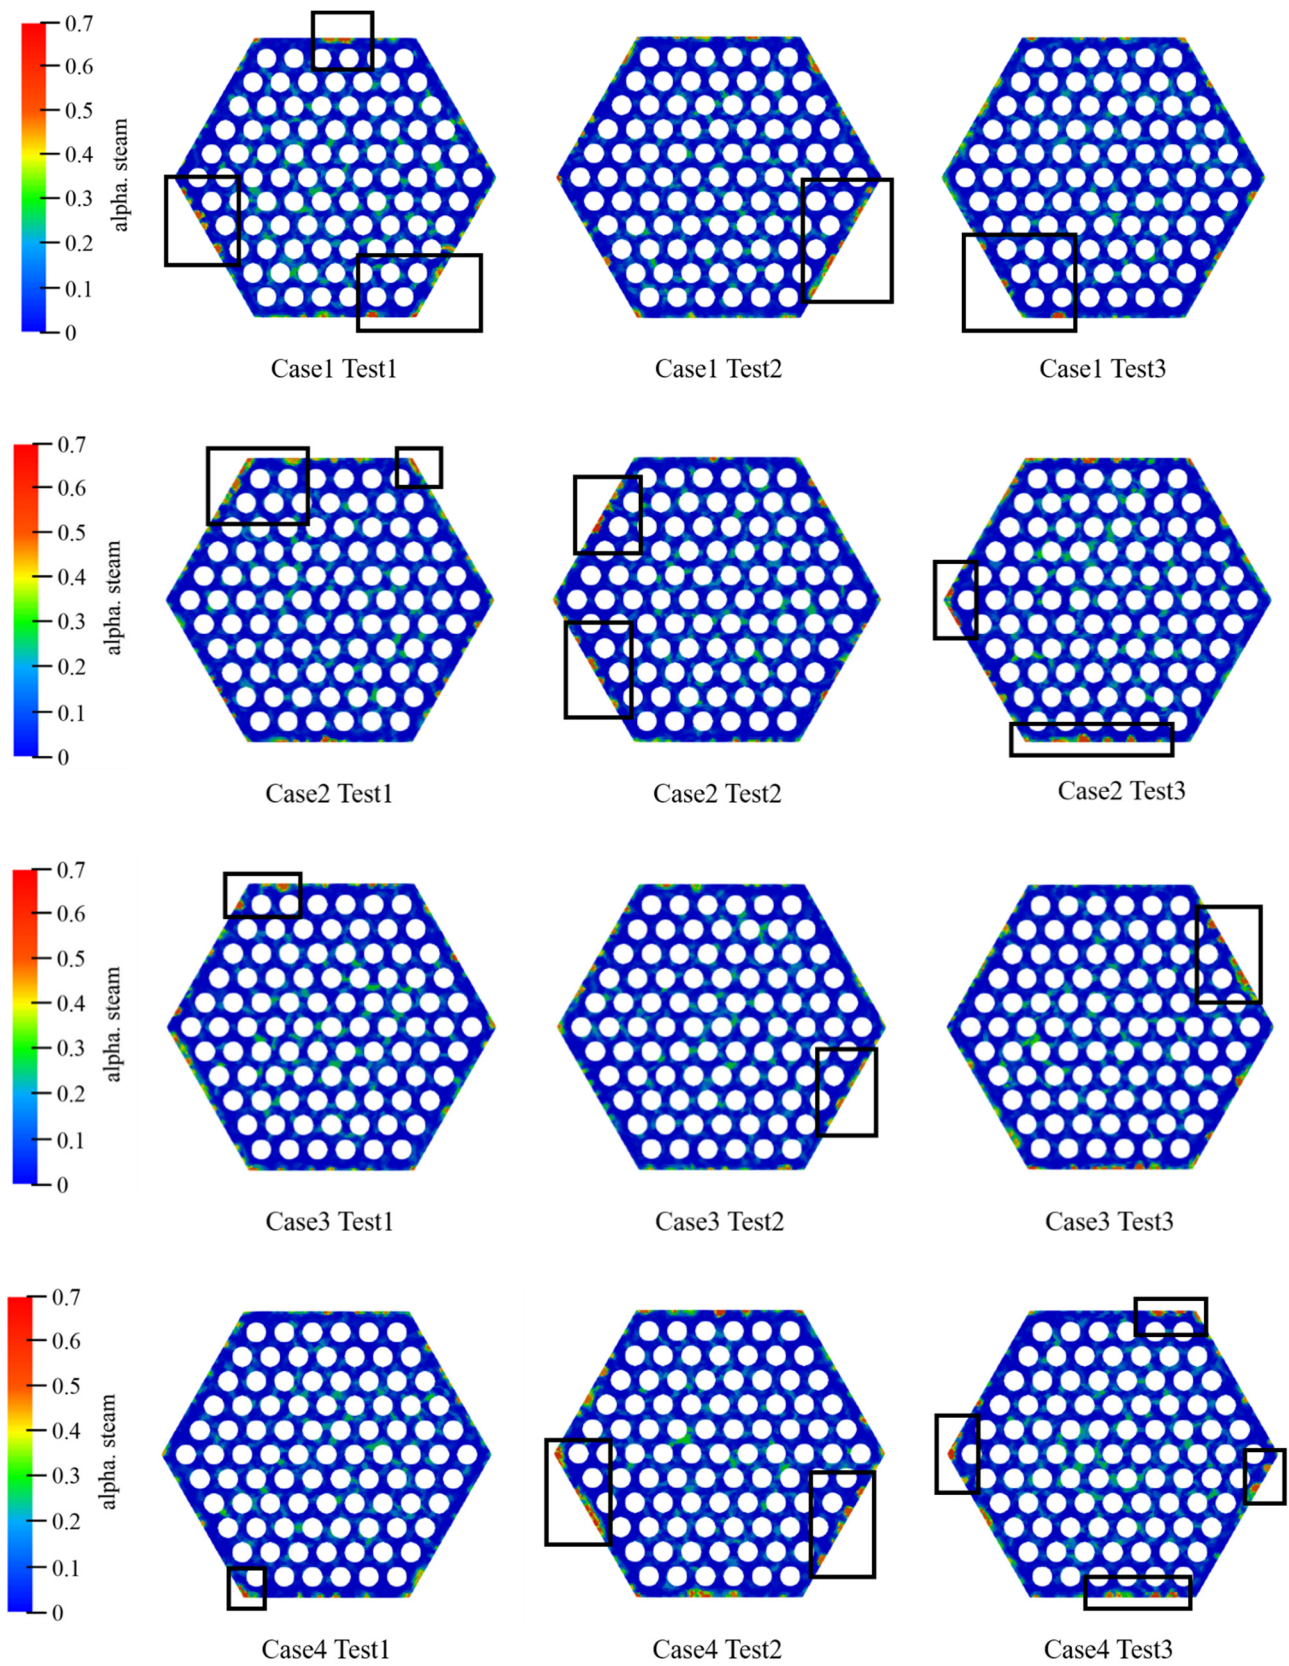 0.7
0.6
0.5
0.4
0.3
0.2
0.1
0
alpha. steam
Case1 Test1
Case1 Test2
Case1 Test3
0.7
0.6
0.5
0.4
0.3
0.2
0.1
0
alpha. steam
Case2 Test1
Case2 Test2
Case2 Test3
0.7
0.6
0.5
0.4
0.3
0.2
0.1
0
alpha. steam
Case3 Test1
Case3 Test2
Case3 Test3
0.7
0.6
0.5
0.4
0.3
0.2
0.1
0
alpha. steam
Case4 Test1
Case4 Test2
Case4 Test3